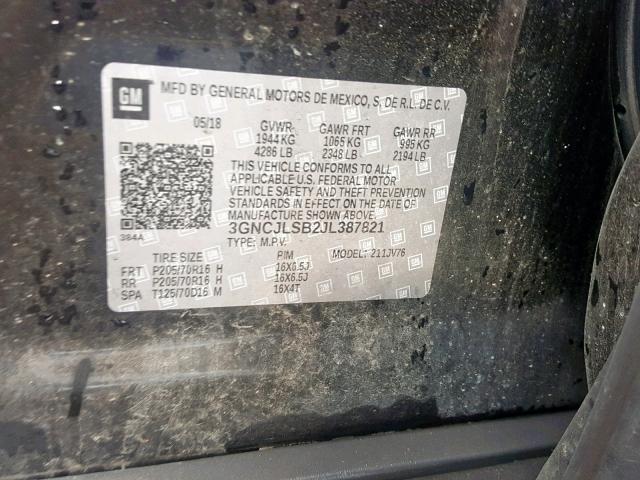 GM MFD BY GENERAL MOTORS DE MEXICO, S. DE R.L. DE C.V.
05/18 GVWR GAWR FRT GAWR RR
1944 KG 1065 KG 995 KG
4286 LB 2348 LB 2194 LB
THIS VEHICLE CONFORMS TO ALL
APPLICABLE U.S. FEDERAL MOTOR
VEHICLE SAFETY AND THEFT PREVENTION
STANDARDS IN EFFECT ON THE DATE OF
MANUFACTURE SHOWN ABOVE.
384A 3GNCJLSB2JL387821
TYPE: M.P.V. MODEL: 211JV76
TIRE SIZE RIM
FRT P205/70R16 H 16X6.5J
RR P205/70R16 H 16X6.5J
SPA T125/70D16 M 16X4T